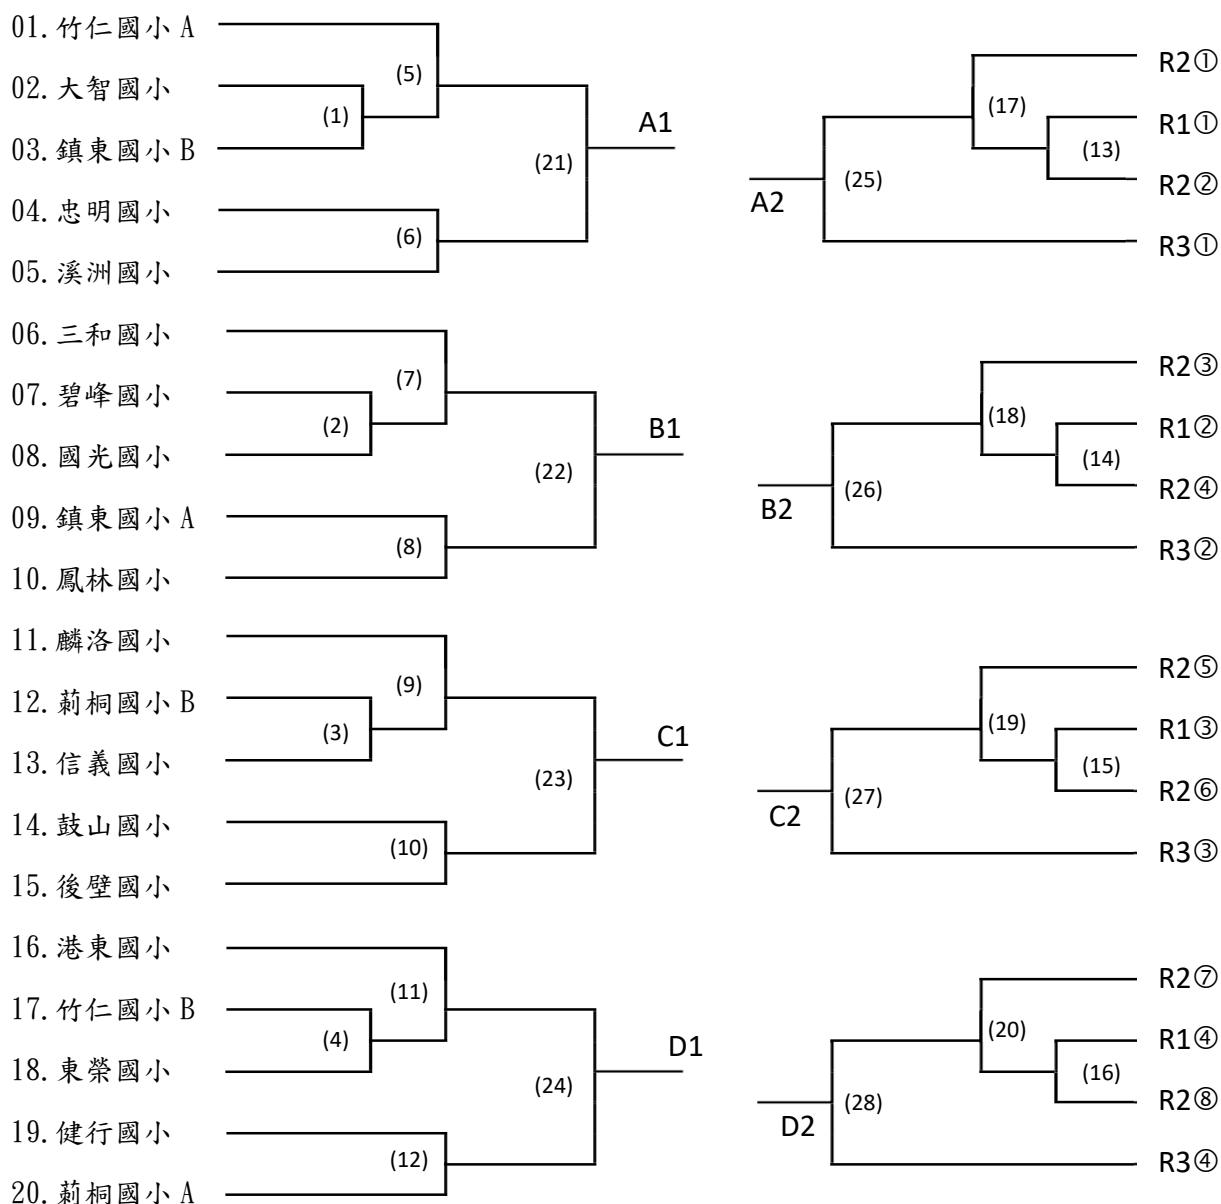 01.竹仁國小 A
02.大智國小
03.鎮東國小 B
04.忠明國小
05.溪洲國小
(1)
(5)
(6)
(21)
A1
A2
(25)
(17)
(13)
R2①
R1①
R2②
R3①
06.三和國小
07.碧峰國小
08.國光國小
09.鎮東國小 A
10.鳳林國小
(2)
(7)
(8)
(22)
B1
B2
(26)
(18)
(14)
R2③
R1②
R2④
R3②
11.麟洛國小
12.莿桐國小 B
13.信義國小
14.鼓山國小
15.後壁國小
(3)
(9)
(10)
(23)
C1
C2
(27)
(19)
(15)
R2⑤
R1③
R2⑥
R3③
16.港東國小
17.竹仁國小 B
18.東榮國小
19.健行國小
20.莿桐國小 A
(4)
(11)
(12)
(24)
D1
D2
(28)
(20)
(16)
R2⑦
R1④
R2⑧
R3④